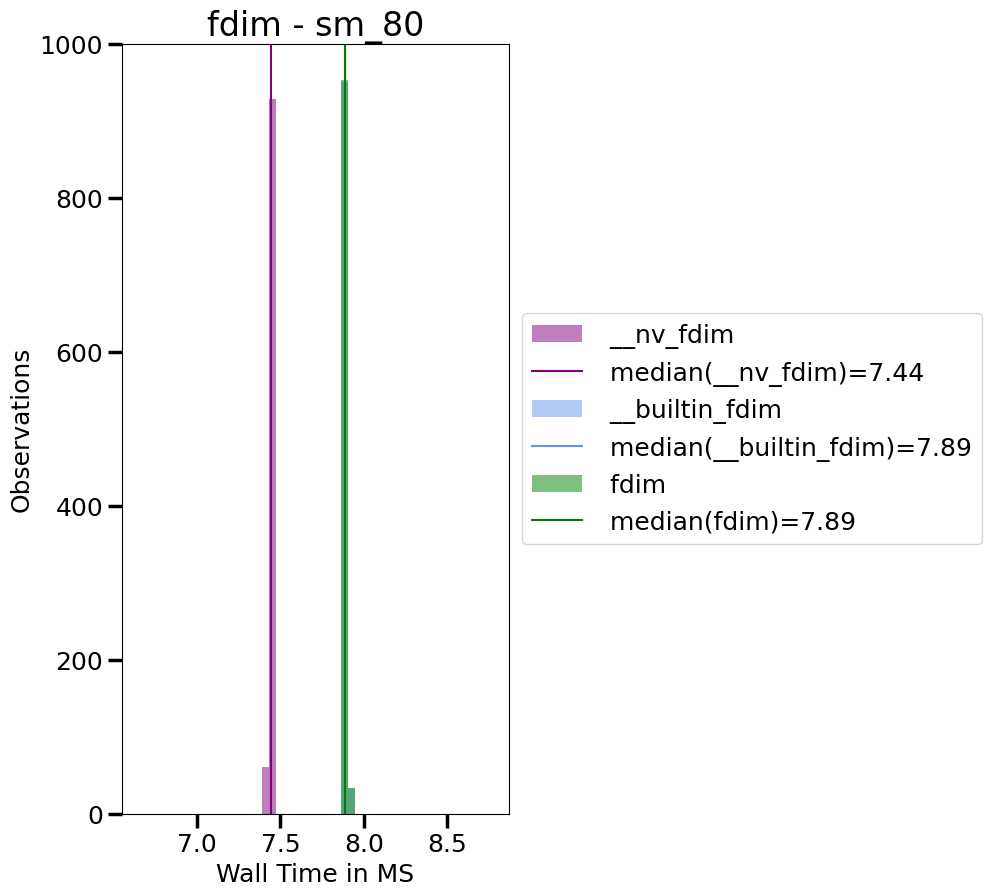 fdim - sm_80
1000
800
600
400
200
0
Observations
7.0 7.5 8.0 8.5
Wall Time in MS
__nv_fdim
median(__nv_fdim)=7.44
__builtin_fdim
median(__builtin_fdim)=7.89
fdim
median(fdim)=7.89